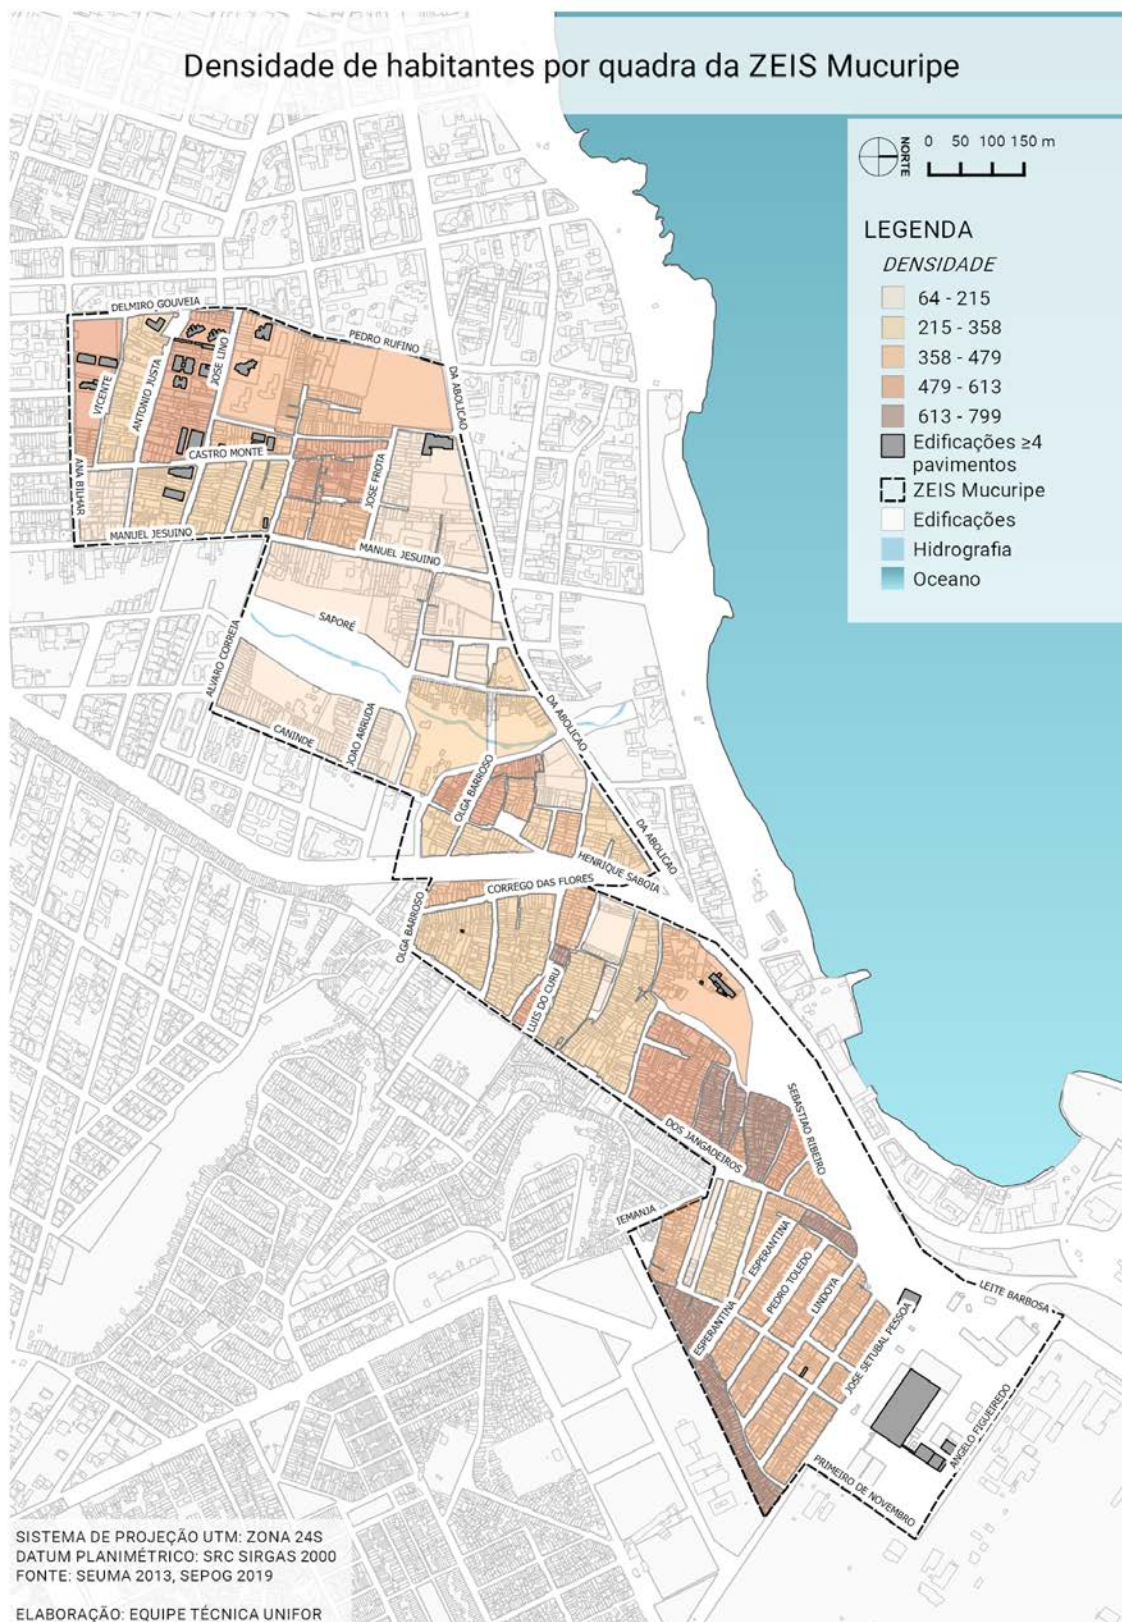 Densidade de habitantes por quadra da ZEIS Mucuripe
NORTE
0 50 100 150 m
LEGENDA
DENSIDADE
64 - 215
215 - 358
358 - 479
479 - 613
613 - 799
Edificações ≥4
pavimentos
ZEIS Mucuripe
Edificações
Hidrografia
Oceano
DELMIRO GOUVEIA
PEDRO RUFINO
JOSE LINO
ANTONIO JUSTA
VICENTE
DA ABOLICAO
CASTRO MONTE
ANA BILHAR
JOSE FROTA
MANUEL JESUINO
MANUEL JESUINO
SAPORÉ
ALVARO CORREIA
CANINDE
JOAO ARRUDA
DA ABOLICAO
OLGA BARROSO
DA ABOLICAO
HENRIQUE SABOIA
CORREGO DAS FLORES
OLGA BARROSO
LUIS DO CURU
SEBASTIAO RIBEIRO
DOS JANGADEIROS
IEMANJA
ESPERANTINA
PEDRO TOLEDO
LINDOYA
LEITE BARBOSA
ESPERANTINA
JOSE SETUBAL PESSOA
ANGELO FIGUEIREDO
PRIMEIRO DE NOVEMBRO
SISTEMA DE PROJEÇÃO UTM: ZONA 24S
DATUM PLANIMÉTRICO: SRC SIRGAS 2000
FONTE: SEUMA 2013, SEPOG 2019
ELABORAÇÃO: EQUIPE TÉCNICA UNIFOR